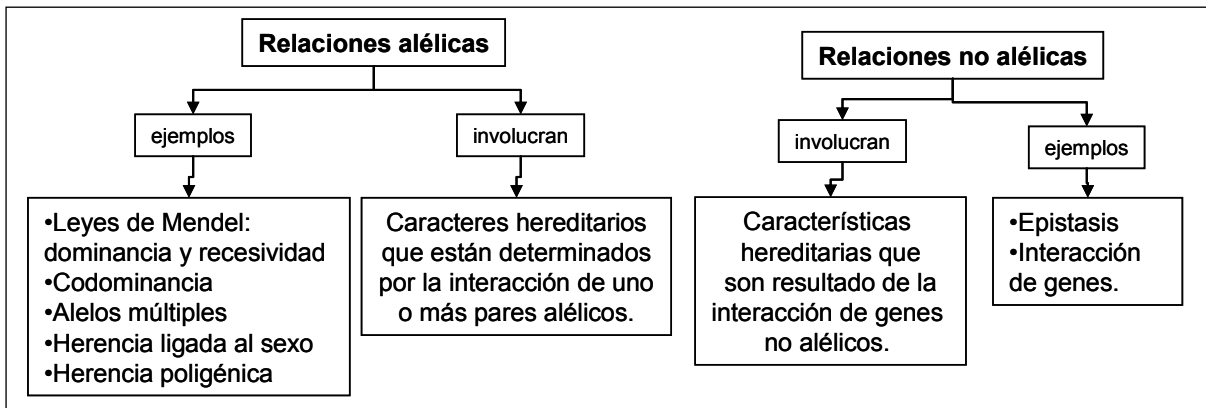 Relaciones alélicas
ejemplos
involucran
•Leyes de Mendel:
dominancia y recesividad
•Codominancia
•Alelos múltiples
•Herencia ligada al sexo
•Herencia poligénica
Caracteres hereditarios
que están determinados
por la interacción de uno
o más pares alélicos.
Relaciones no alélicas
involucran
ejemplos
Características
hereditarias que
son resultado de la
interacción de genes
no alélicos.
•Epistasis
•Interacción
de genes.